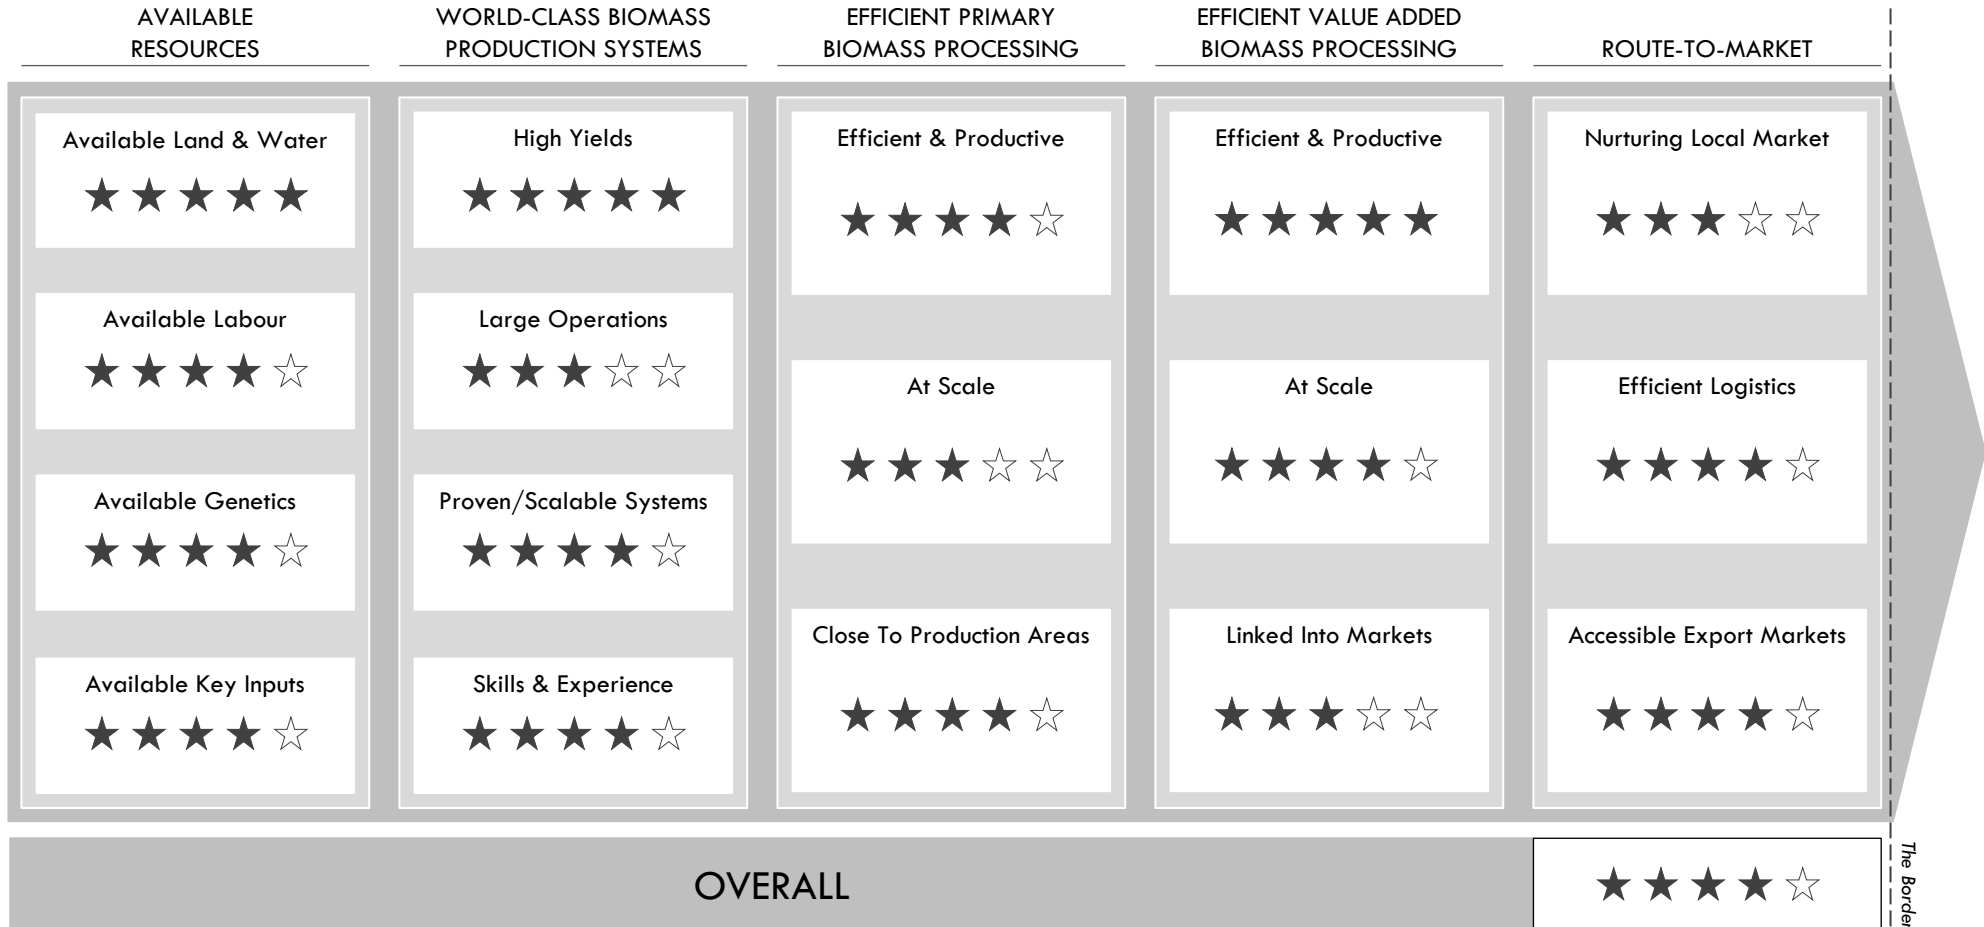 AVAILABLE
RESOURCES
WORLD-CLASS BIOMASS
PRODUCTION SYSTEMS
EFFICIENT PRIMARY
BIOMASS PROCESSING
EFFICIENT VALUE ADDED
BIOMASS PROCESSING
ROUTE-TO-MARKET
Available Land & Water
★ ★ ★ ★ ★
Available Labour
★ ★ ★ ★ ☆
Available Genetics
★ ★ ★ ★ ☆
Available Key Inputs
★ ★ ★ ★ ☆
High Yields
★ ★ ★ ★ ★
Large Operations
★ ★ ★ ☆ ☆
Proven/Scalable Systems
★ ★ ★ ★ ☆
Skills & Experience
★ ★ ★ ★ ☆
Efficient & Productive
★ ★ ★ ★ ☆
At Scale
★ ★ ★ ☆ ☆
Close To Production Areas
★ ★ ★ ★ ☆
Efficient & Productive
★ ★ ★ ★ ★
At Scale
★ ★ ★ ★ ☆
Linked Into Markets
★ ★ ★ ☆ ☆
Nurturing Local Market
★ ★ ★ ☆ ☆
Efficient Logistics
★ ★ ★ ★ ☆
Accessible Export Markets
★ ★ ★ ★ ☆
OVERALL
★ ★ ★ ★ ☆
The Border